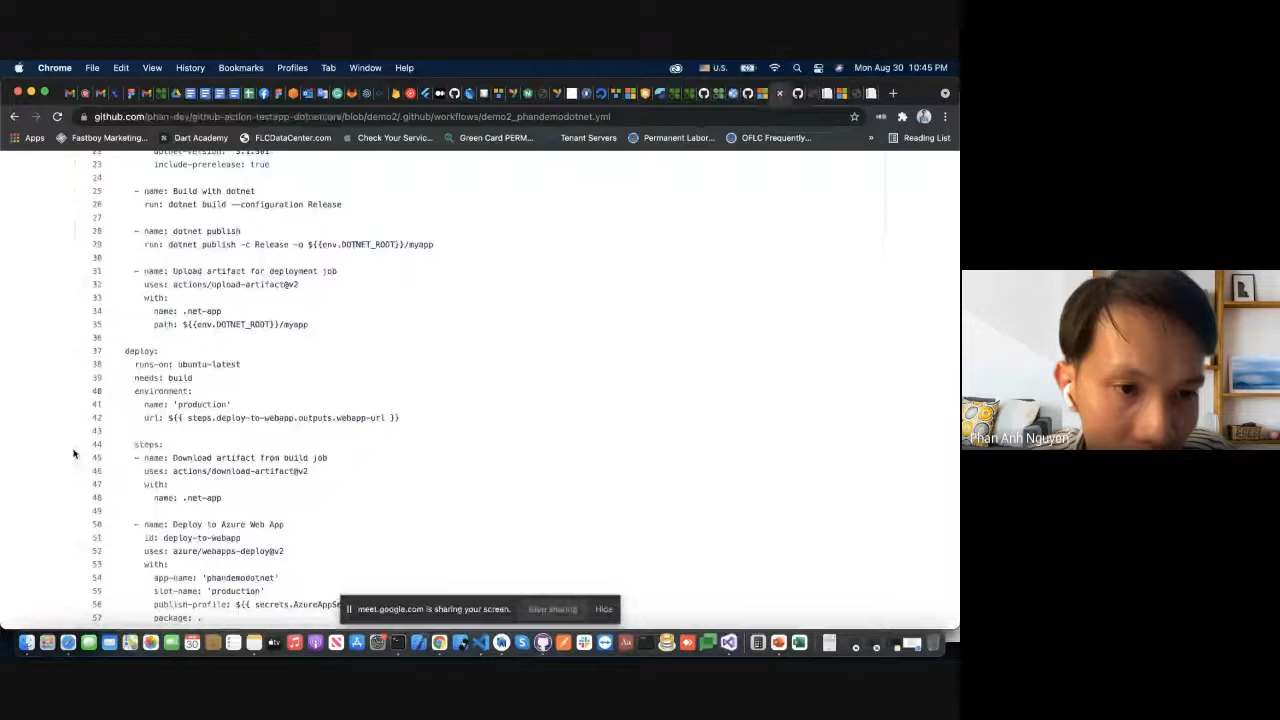 Chrome File Edit View History Bookmarks Profiles Tab Window Help U.S. Mon Aug 30 10:45 PM
github.com/phan-dev/github-action-testapp-dotnetcore/blob/demo2/.github/workflows/demo2_phandemodotnet.yml
Apps Fastboy Marketing... Dart Academy FLCDataCenter.com Check Your Servic... Green Card PERM... Tenant Servers Permanent Labor... OFLC Frequently... » Reading List
22
23 include-prerelease: true
24
25 - name: Build with dotnet
26 run: dotnet build --configuration Release
27
28 - name: dotnet publish
29 run: dotnet publish -c Release -o ${{env.DOTNET_ROOT}}/myapp
30
31 - name: Upload artifact for deployment job
32 uses: actions/upload-artifact@v2
33 with:
34 name: .net-app
35 path: ${{env.DOTNET_ROOT}}/myapp
36
37 deploy:
38 runs-on: ubuntu-latest
39 needs: build
40 environment:
41 name: 'production'
42 url: ${{ steps.deploy-to-webapp.outputs.webapp-url }}
43
44 steps:
45 - name: Download artifact from build job
46 uses: actions/download-artifact@v2
47 with:
48 name: .net-app
49
50 - name: Deploy to Azure Web App
51 id: deploy-to-webapp
52 uses: azure/webapps-deploy@v2
53 with:
54 app-name: 'phandemodotnet'
55 slot-name: 'production'
56 publish-profile: ${{ secrets.AzureAppSe
57 package: .
meet.google.com is sharing your screen. Stop sharing Hide
Phan Anh Nguyen